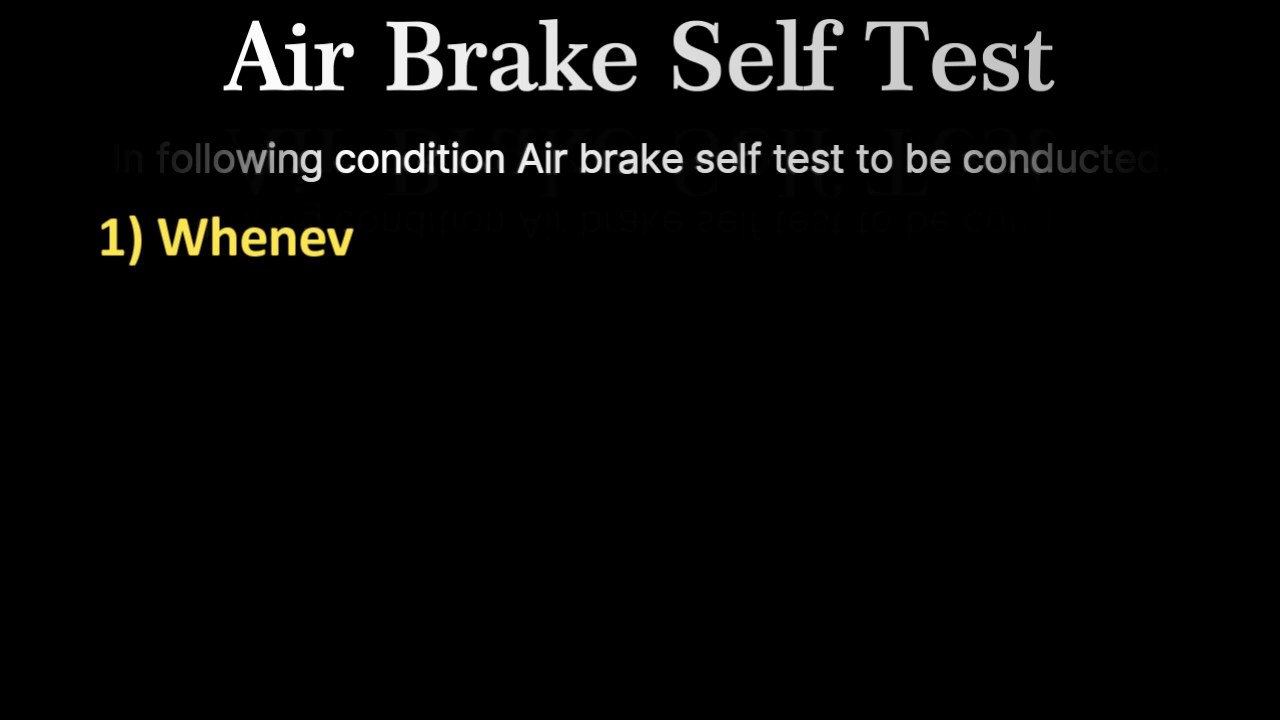 Air Brake Self Test
In following condition Air brake self test to be conducted.
1) Whenev